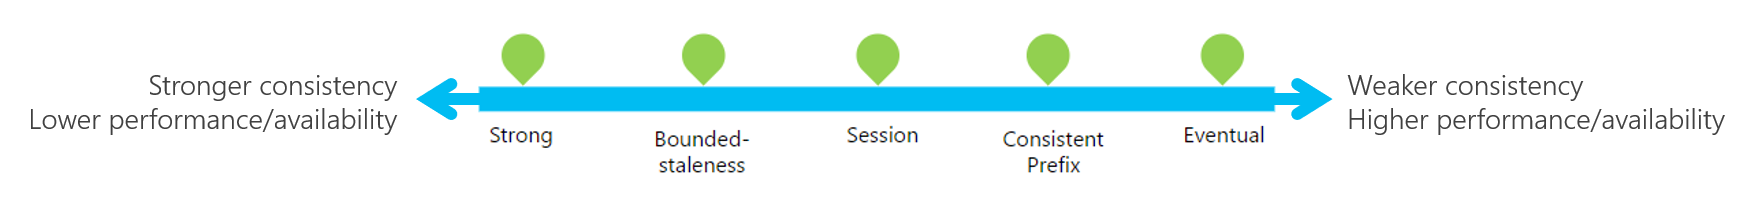 Stronger consistency
Lower performance/availability
Strong
Bounded-
staleness
Session
Consistent
Prefix
Eventual
Weaker consistency
Higher performance/availability